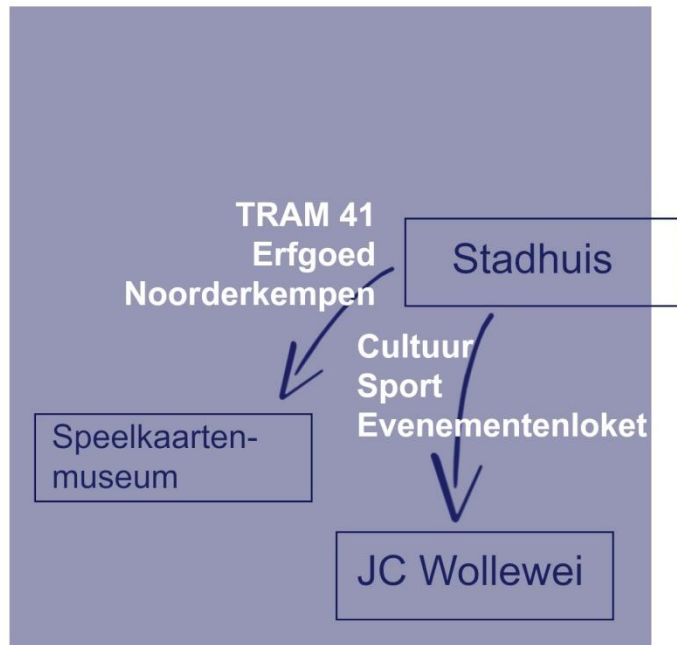 TRAM 41
Erfgoed
Noorderkempen
Stadhuis
Cultuur
Sport
Evenementenloket
Speelkaarten-
museum
JC Wollewei